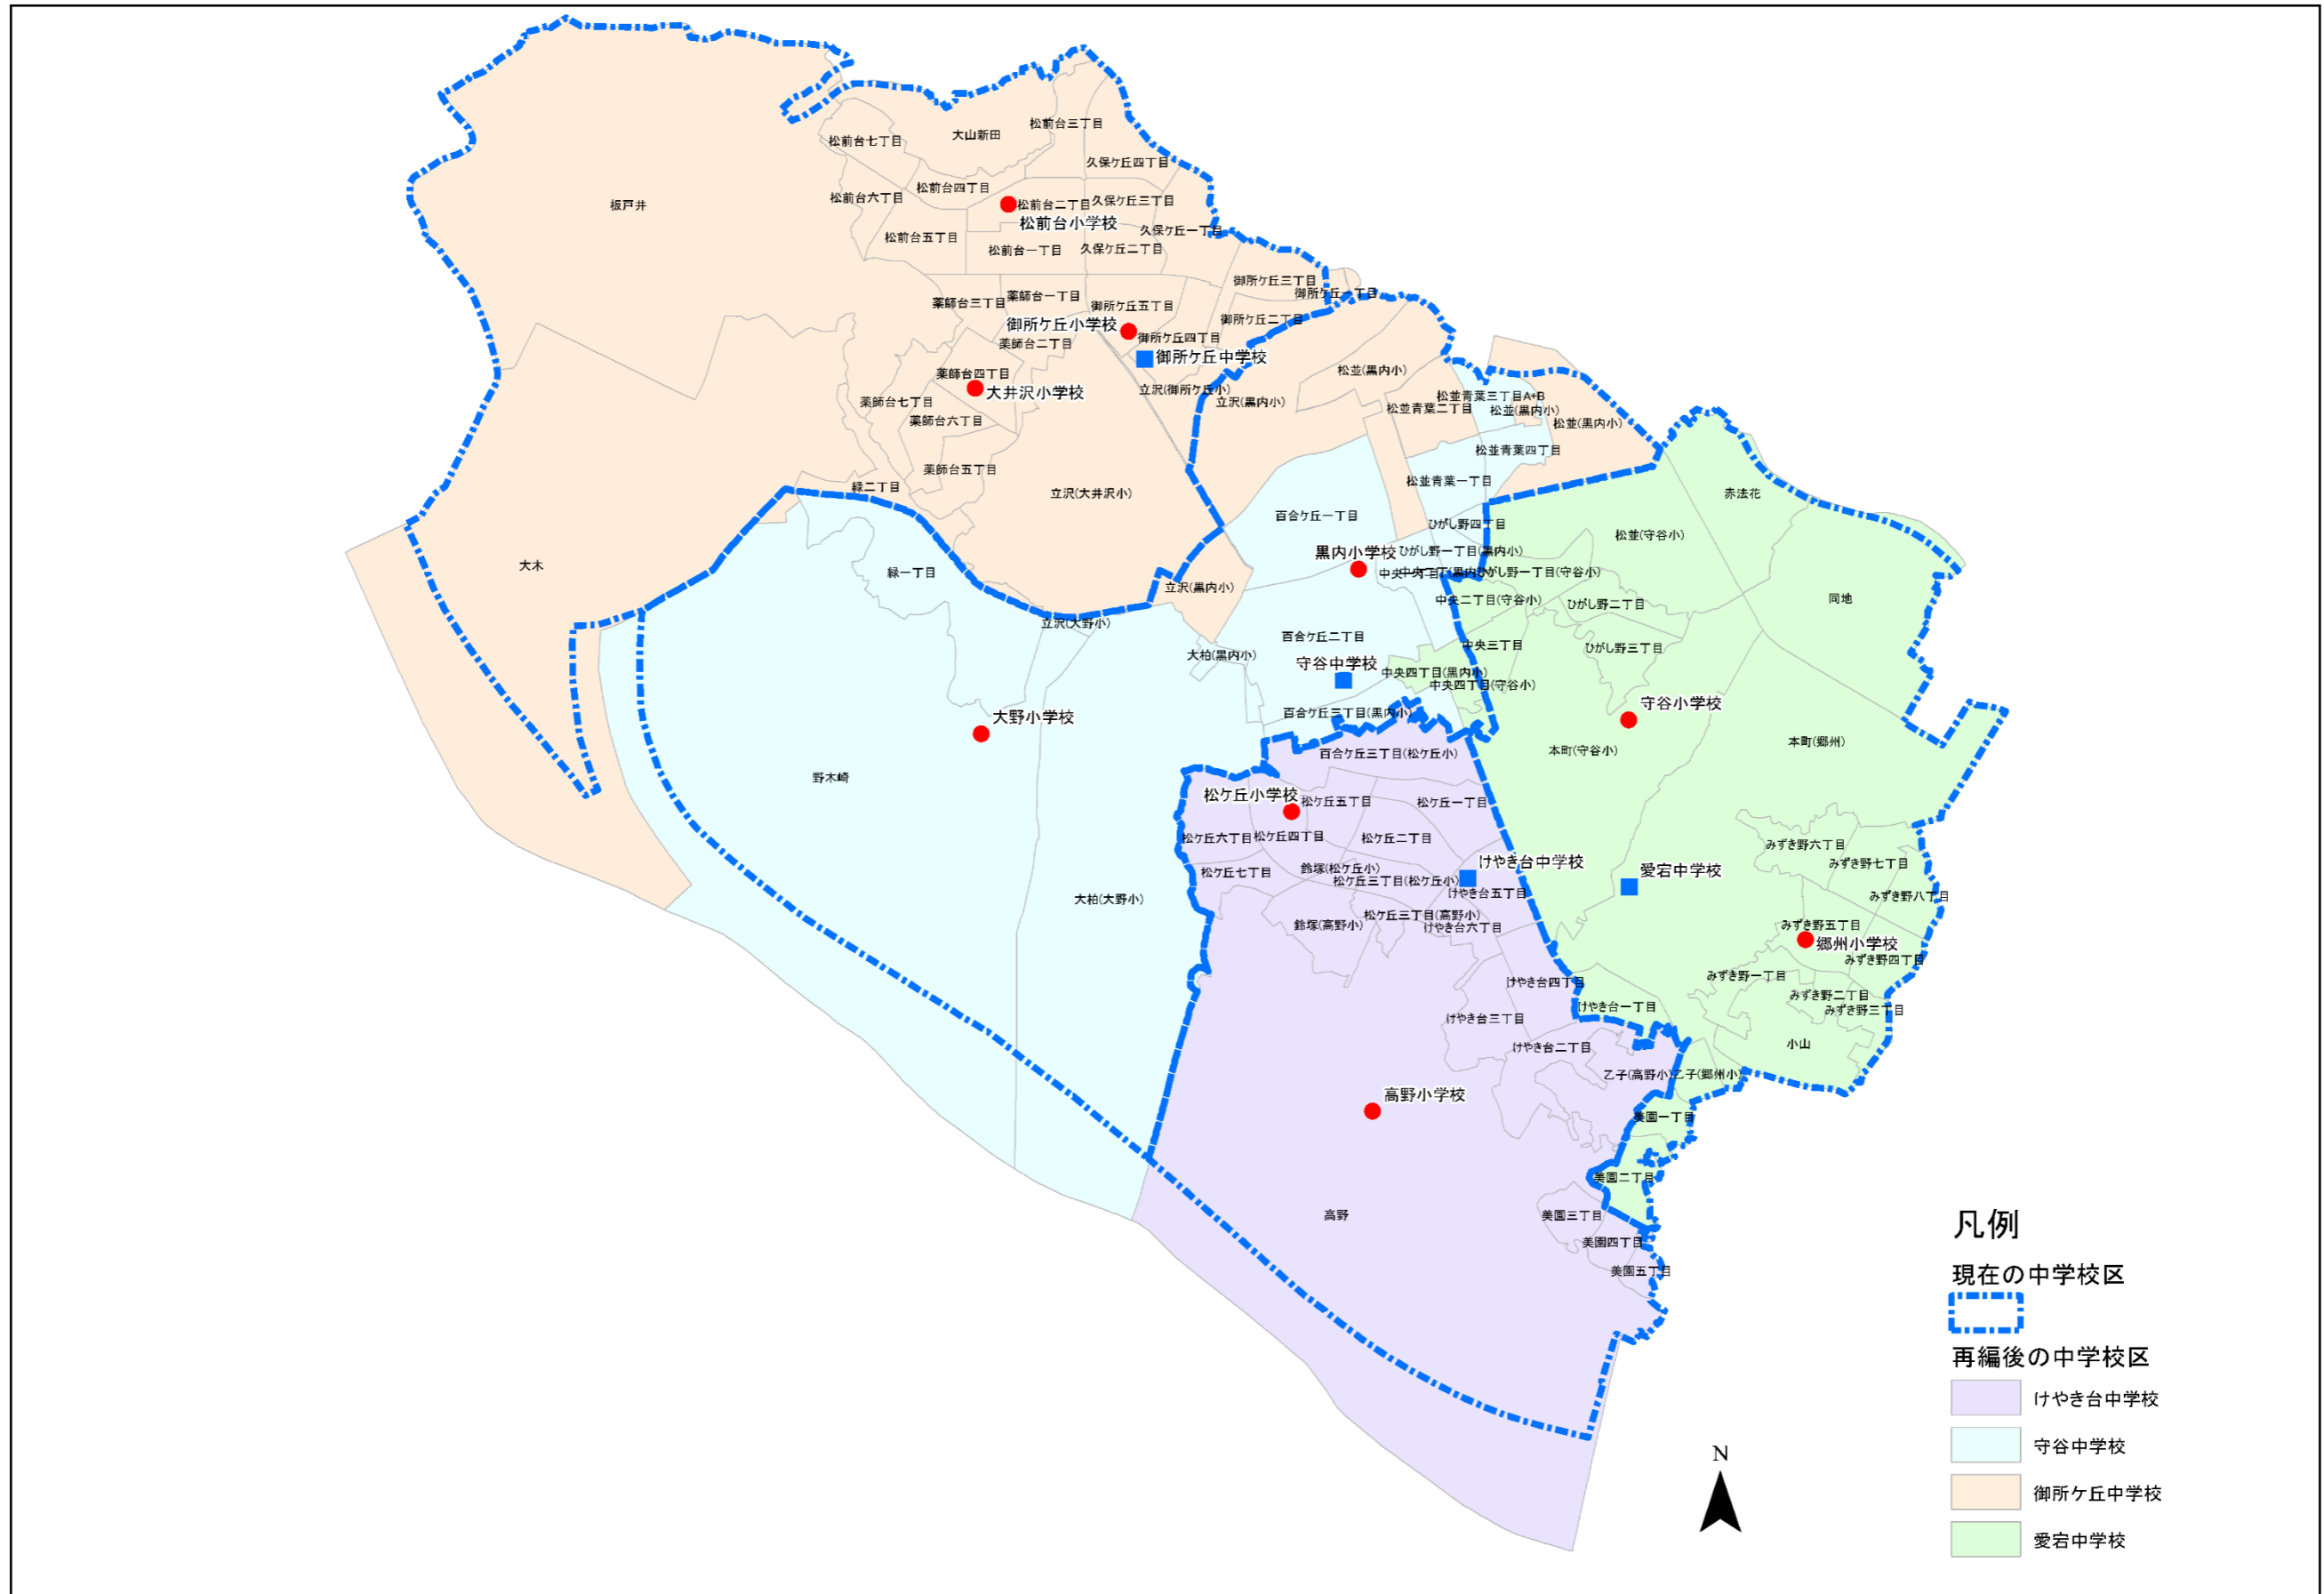 松前台三丁目
大山新田
松前台七丁目
久保ケ丘四丁目
松前台四丁目
松前台六丁目
板戸井
松前台二丁目
久保ケ丘三丁目
松前台小学校
久保ケ丘一丁目
松前台五丁目
松前台一丁目
久保ケ丘二丁目
御所ケ丘三丁目
御所ケ丘一丁目
薬師台三丁目
薬師台一丁目
御所ケ丘五丁目
御所ケ丘二丁目
御所ケ丘小学校
御所ケ丘四丁目
薬師台二丁目
御所ケ丘中学校
薬師台四丁目
大井沢小学校
立沢(御所ケ丘小)
立沢(黒内小)
松並(黒内小)
松並青葉三丁目A+B
松並青葉二丁目
松並(黒内小)
松並(黒内小)
薬師台七丁目
薬師台六丁目
松並青葉四丁目
薬師台五丁目
松並青葉一丁目
緑二丁目
立沢(大井沢小)
赤法花
百合ケ丘一丁目
ひがし野四丁目
松並(守谷小)
黒内小学校
ひがし野一丁目(黒内小)
大木
緑一丁目
中央一丁目
ひがし野一丁目(守谷小)
立沢(黒内小)
中央二丁目(守谷小)
ひがし野二丁目
同地
立沢(大野小)
百合ケ丘二丁目
中央三丁目
ひがし野三丁目
大柏(黒内小)
守谷中学校
中央四丁目(黒内小)
中央四丁目(守谷小)
守谷小学校
大野小学校
百合ケ丘三丁目(黒内小)
本町(郷州)
本町(守谷小)
百合ケ丘三丁目(松ケ丘小)
野木崎
松ケ丘小学校
松ケ丘五丁目
松ケ丘一丁目
松ケ丘六丁目
松ケ丘四丁目
松ケ丘二丁目
みずき野六丁目
みずき野七丁目
けやき台中学校
松ケ丘七丁目
鈴塚(松ケ丘小)
松ケ丘三丁目(松ケ丘小)
愛宕中学校
けやき台五丁目
みずき野八丁目
大柏(大野小)
松ケ丘三丁目(高野小)
鈴塚(高野小)
けやき台六丁目
みずき野五丁目
郷州小学校
みずき野四丁目
みずき野一丁目
けやき台四丁目
みずき野二丁目
けやき台一丁目
みずき野三丁目
けやき台三丁目
小山
けやき台二丁目
乙子(高野小)
乙子(郷州小)
高野小学校
美園一丁目
美園二丁目
高野
美園三丁目
美園四丁目
美園五丁目
凡例
現在の中学校区
再編後の中学校区
けやき台中学校
守谷中学校
御所ケ丘中学校
愛宕中学校
N